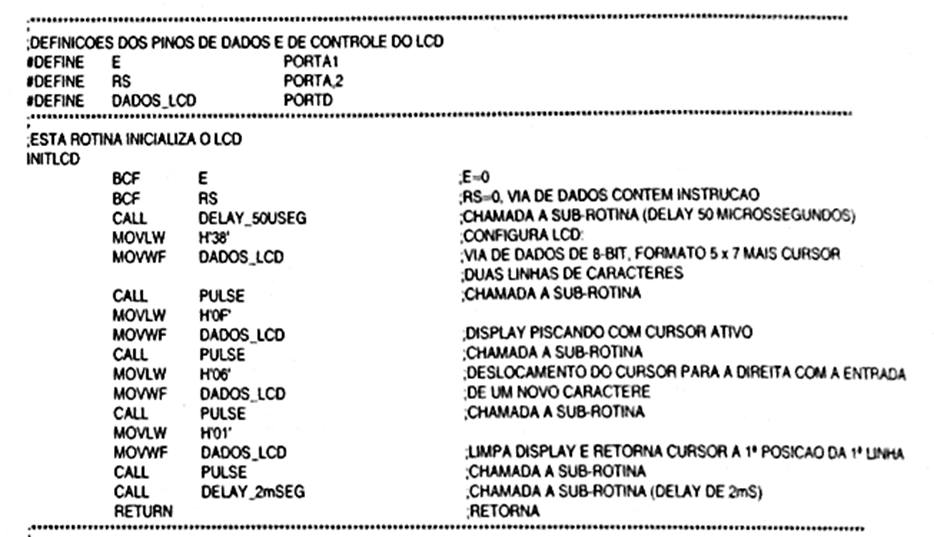 ;DEFINICOES DOS PINOS DE DADOS E DE CONTROLE DO LCD
#DEFINE E PORTA1
#DEFINE RS PORTA,2
#DEFINE DADOS_LCD PORTD
;ESTA ROTINA INICIALIZA O LCD
INITLCD
BCF E ;E=0
BCF RS ;RS=0, VIA DE DADOS CONTEM INSTRUCAO
CALL DELAY_50USEG ;CHAMADA A SUB-ROTINA (DELAY 50 MICROSSEGUNDOS)
MOVLW H'38' ;CONFIGURA LCD:
MOVWF DADOS_LCD ;VIA DE DADOS DE 8-BIT, FORMATO 5 x 7 MAIS CURSOR
;DUAS LINHAS DE CARACTERES
CALL PULSE ;CHAMADA A SUB-ROTINA
MOVLW H'0F'
MOVWF DADOS_LCD ;DISPLAY PISCANDO COM CURSOR ATIVO
CALL PULSE ;CHAMADA A SUB-ROTINA
MOVLW H'06' ;DESLOCAMENTO DO CURSOR PARA A DIREITA COM A ENTRADA
MOVWF DADOS_LCD ;DE UM NOVO CARACTERE
CALL PULSE ;CHAMADA A SUB-ROTINA
MOVLW H'01'
MOVWF DADOS_LCD ;LIMPA DISPLAY E RETORNA CURSOR A 1ª POSICAO DA 1ª LINHA
CALL PULSE ;CHAMADA A SUB-ROTINA
CALL DELAY_2mSEG ;CHAMADA A SUB-ROTINA (DELAY DE 2mS)
RETURN ;RETORNA